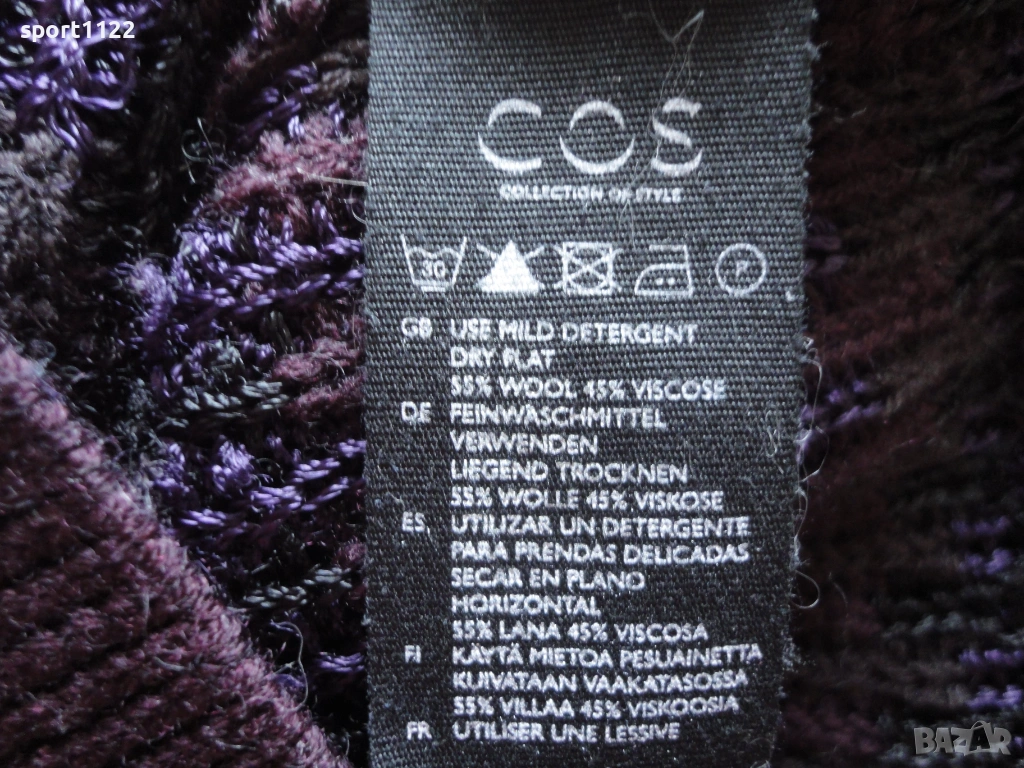 sport1122
COS
COLLECTION OF STYLE
30
P
GB USE MILD DETERGENT
DRY FLAT
55% WOOL 45% VISCOSE
DE FEINWASCHMITTEL
VERWENDEN
LIEGEND TROCKNEN
55% WOLLE 45% VISKOSE
ES UTILIZAR UN DETERGENTE
PARA PRENDAS DELICADAS
SECAR EN PLANO
HORIZONTAL
55% LANA 45% VISCOSA
FI KÄYTÄ MIETOA PESUAINETTA
KUIVATAAN VAAKATASOSSA
55% VILLAA 45% VISKOOSIA
FR UTILISER UNE LESSIVE
BAZAR